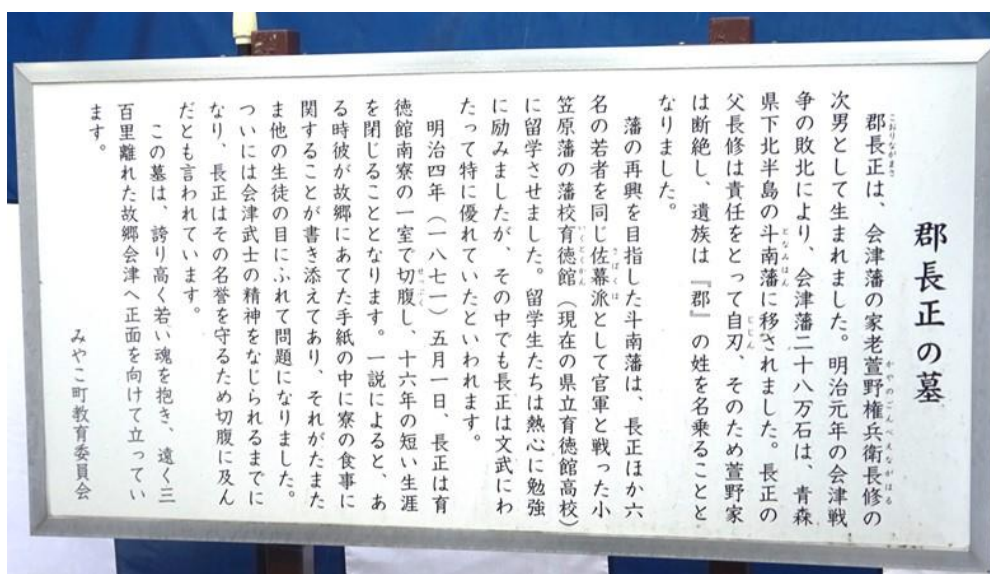 郡長正の墓
郡長正は、会津藩の家老萱野権兵衛長修の
次男として生まれました。明治元年の会津戦
争の敗北により、会津藩二十八万石は、青森
県下北半島の斗南藩に移されました。長正の
父長修は責任をとって自刃、そのため萱野家
は断絶し、遺族は『郡』の姓を名乗ることと
なりました。
藩の再興を目指した斗南藩は、長正ほか六
名の若者を同じ佐幕派として官軍と戦った小
笠原藩の藩校育徳館（現在の県立育徳館高校）
に留学させました。留学生たちは熱心に勉強
に励みましたが、その中でも長正は文武にわ
たって特に優れていたといわれます。
明治四年（一八七一）五月一日、長正は育
徳館南寮の一室で切腹し、十六年の短い生涯
を閉じることとなります。一説によると、あ
る時彼が故郷にあてた手紙の中に寮の食事に
関することが書き添えてあり、それがたまた
ま他の生徒の目にふれて問題になりました。
ついには会津武士の精神をなじられるまでに
なり、長正はその名誉を守るため切腹に及ん
だとも言われています。
この墓は、誇り高く若い魂を抱き、遠く三
百里離れた故郷会津へ正面を向けて立ってい
ます。
みやこ町教育委員会